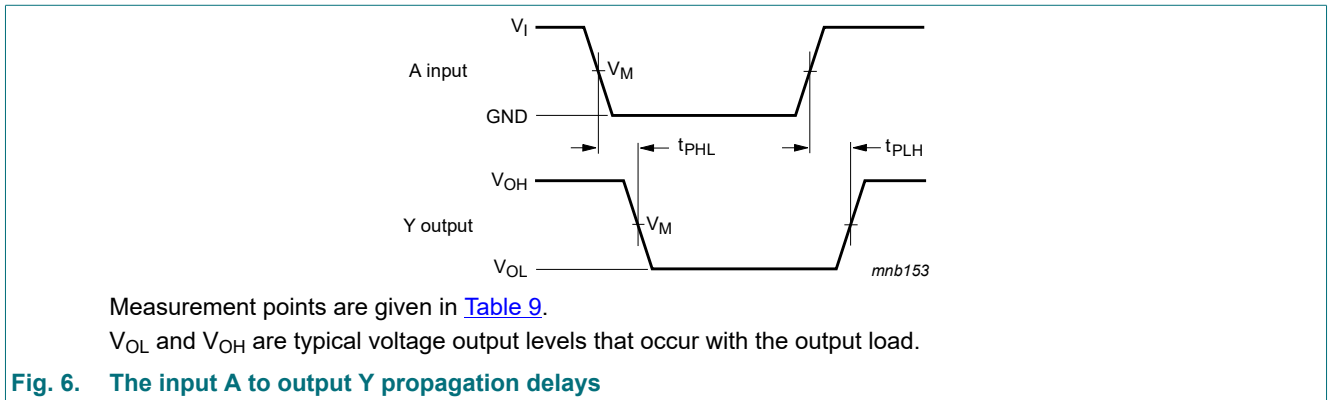 V_I
A input
V_M
GND
t_PHL
t_PLH
V_OH
Y output
V_M
V_OL
mnb153
Measurement points are given in Table 9.
V_OL and V_OH are typical voltage output levels that occur with the output load.
Fig. 6. The input A to output Y propagation delays